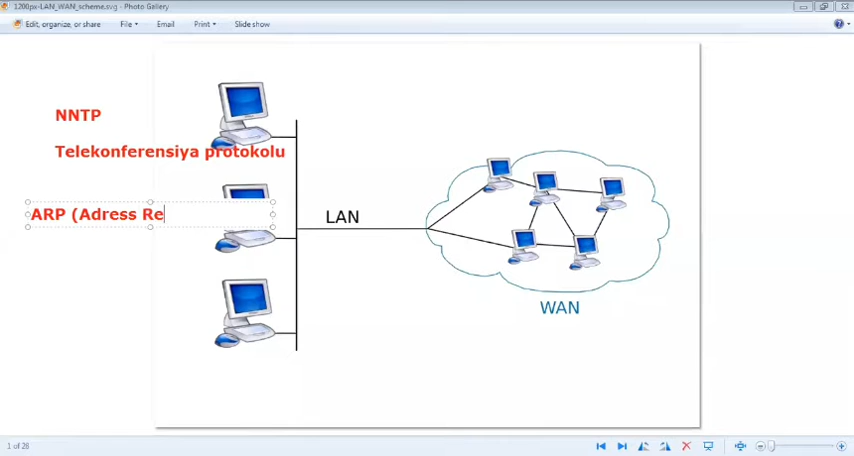 1200px-LAN_WAN_scheme.svg - Photo Gallery
Edit, organize, or share File Email Print Slide show
NNTP
Telekonferensiya protokolu
ARP (Adress Re
LAN
WAN
1 of 28